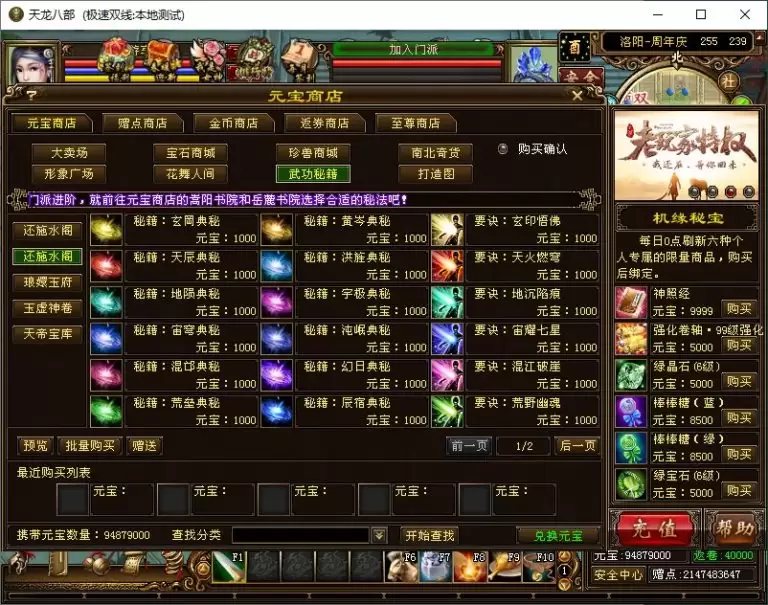 天龙八部 (极速双线:本地测试)
加入门派
洛阳-周年庆 255 239
北
元宝商店
元宝商店 赠点商店 金币商店 返券商店 至尊商店
大卖场 宝石商城 珍兽商城 南北奇货 购买确认
形象广场 花舞人间 武功秘籍 打造图
门派进阶，就前往元宝商店的嵩阳书院和岳麓书院选择合适的秘法吧！
还施水阁
还施水阁
琅嬛玉府
玉虚神卷
天帝宝库
秘籍：玄罡典秘 秘籍：黄岑典秘 要诀：玄印悟佛
元宝：1000 元宝：1000 元宝：1000
秘籍：天辰典秘 秘籍：洪旌典秘 要诀：天火燃穹
元宝：1000 元宝：1000 元宝：1000
秘籍：地陨典秘 秘籍：宇极典秘 要诀：地沉陷痕
元宝：1000 元宝：1000 元宝：1000
秘籍：宙穹典秘 秘籍：沌岷典秘 要诀：宙耀七星
元宝：1000 元宝：1000 元宝：1000
秘籍：混邙典秘 秘籍：幻日典秘 要诀：混江破崖
元宝：1000 元宝：1000 元宝：1000
秘籍：荒垒典秘 秘籍：辰宿典秘 要诀：荒野幽魂
元宝：1000 元宝：1000 元宝：1000
预览 批量购买 赠送 前一页 1/2 后一页
最近购买列表
元宝： 元宝： 元宝： 元宝： 元宝：
携带元宝数量：94879000 查找分类 开始查找 兑换元宝
老玩家特权
我还在、等你回来
机缘秘宝
每日0点刷新六种个
人专属的限量商品，购买
后绑定。
神照经
元宝：9999 购买
强化卷轴·99级强化
元宝：5000 购买
绿晶石(6级)
元宝：5000 购买
棒棒糖（蓝）
元宝：8500 购买
棒棒糖（绿）
元宝：8500 购买
绿宝石(6级)
元宝：5000 购买
充值 帮助
元宝:94879000 返卷:40000
安全中心 赠点:2147483647
F1 F6 F7 F8 F9 F10 1